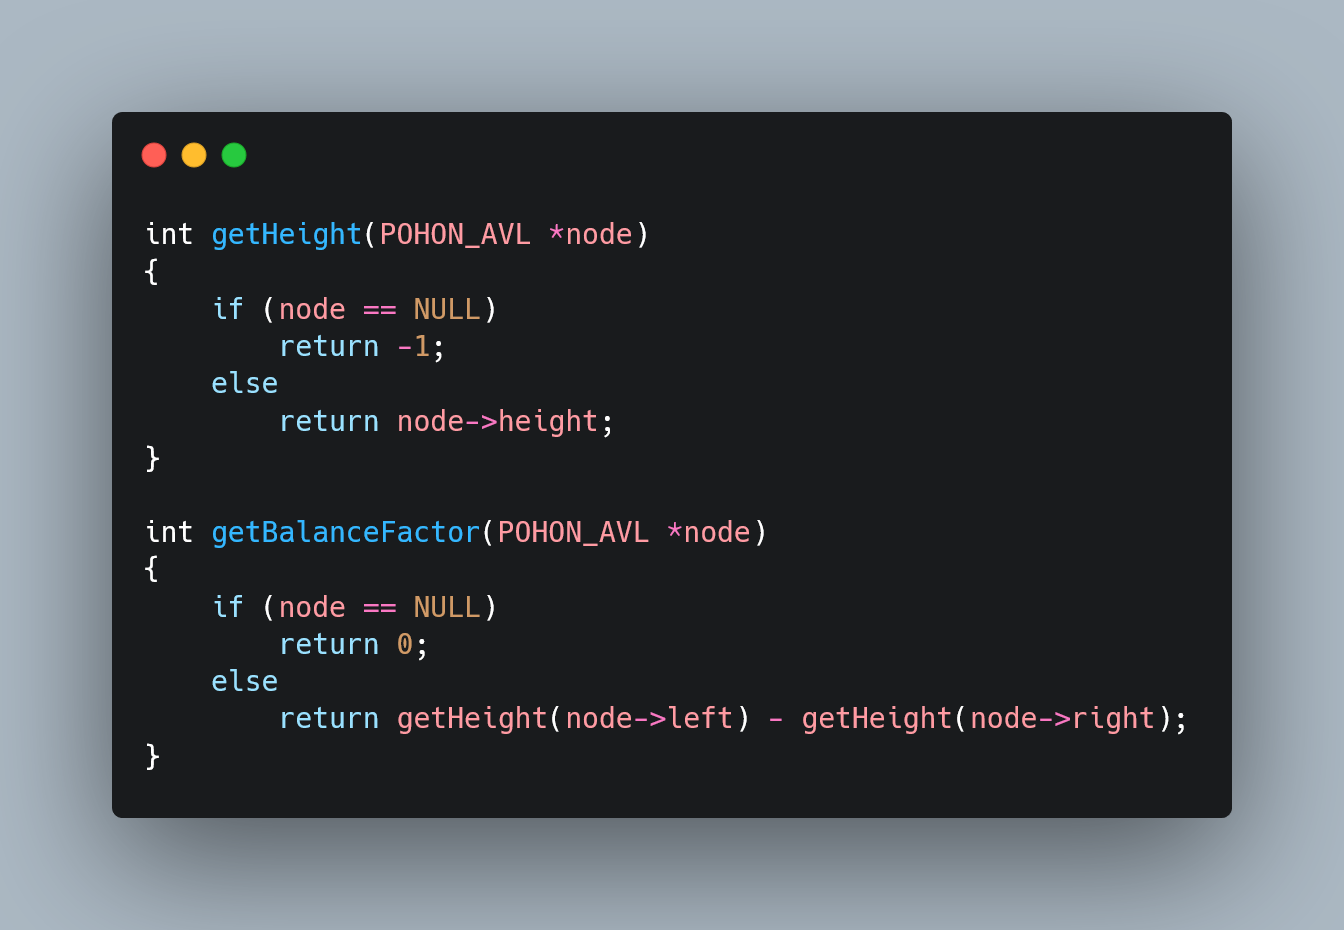 int getHeight(POHON_AVL *node)
{
    if (node == NULL)
        return -1;
    else
        return node->height;
}

int getBalanceFactor(POHON_AVL *node)
{
    if (node == NULL)
        return 0;
    else
        return getHeight(node->left) - getHeight(node->right);
}